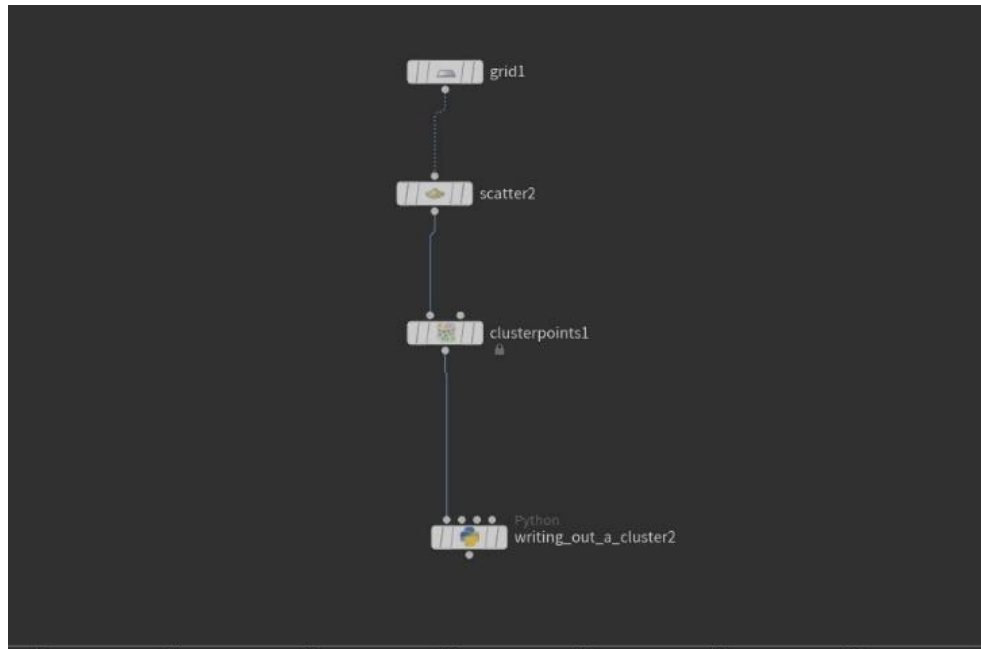 grid1
scatter2
clusterpoints1
Python
writing_out_a_cluster2